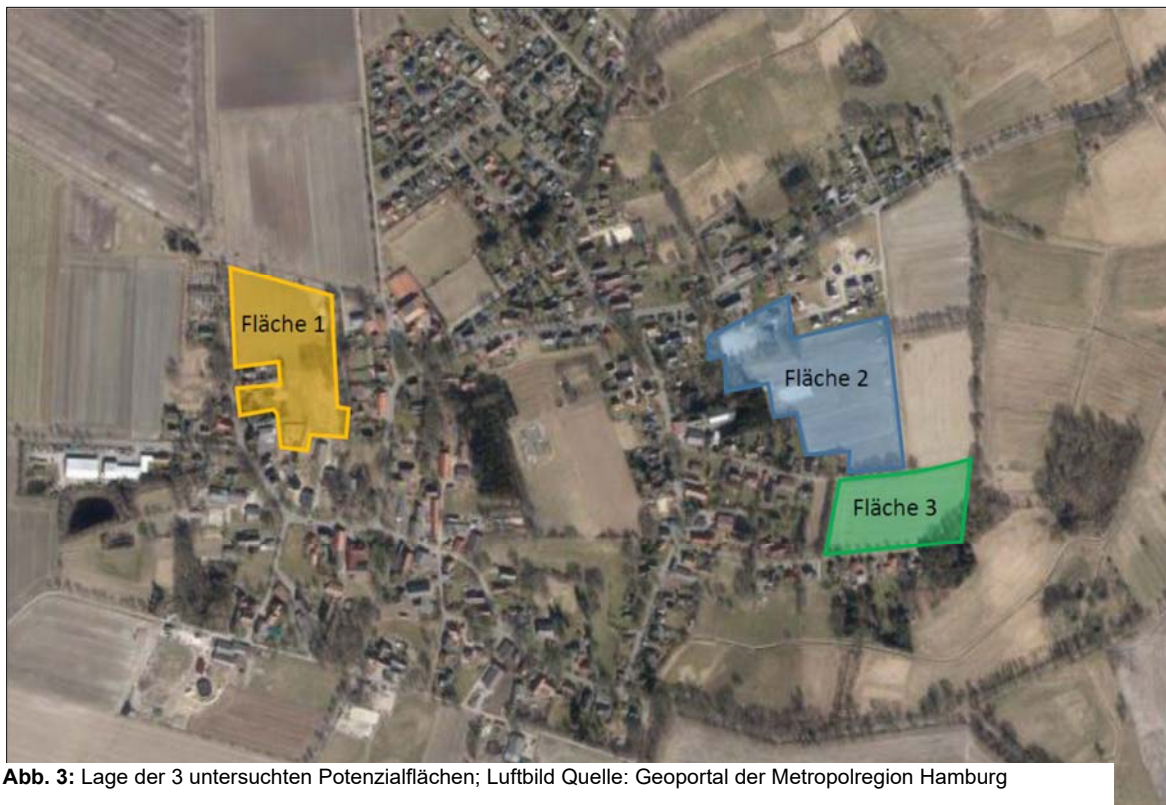 Fläche 1
Fläche 2
Fläche 3
Abb. 3: Lage der 3 untersuchten Potenzialflächen; Luftbild Quelle: Geoportal der Metropolregion Hamburg